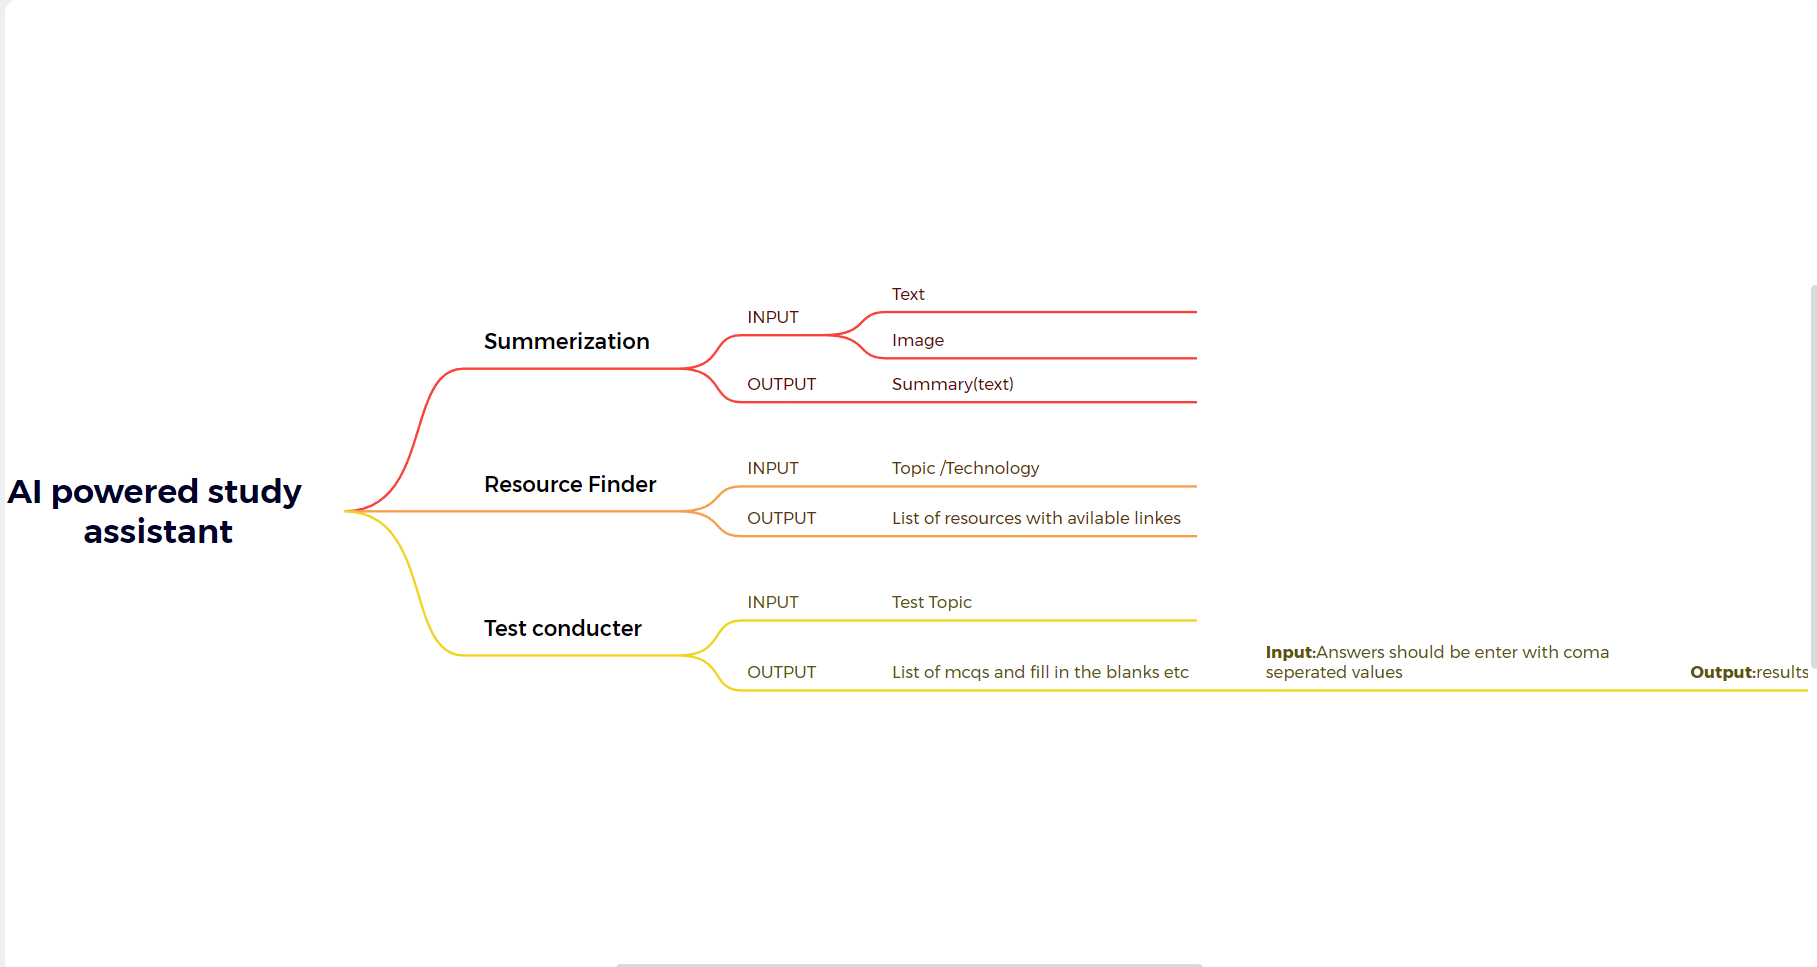 AI powered study
assistant
Summerization
INPUT
Text
Image
OUTPUT
Summary(text)
Resource Finder
INPUT
Topic /Technology
OUTPUT
List of resources with avilable linkes
Test conducter
INPUT
Test Topic
OUTPUT
List of mcqs and fill in the blanks etc
Input:Answers should be enter with coma
seperated values
Output:results